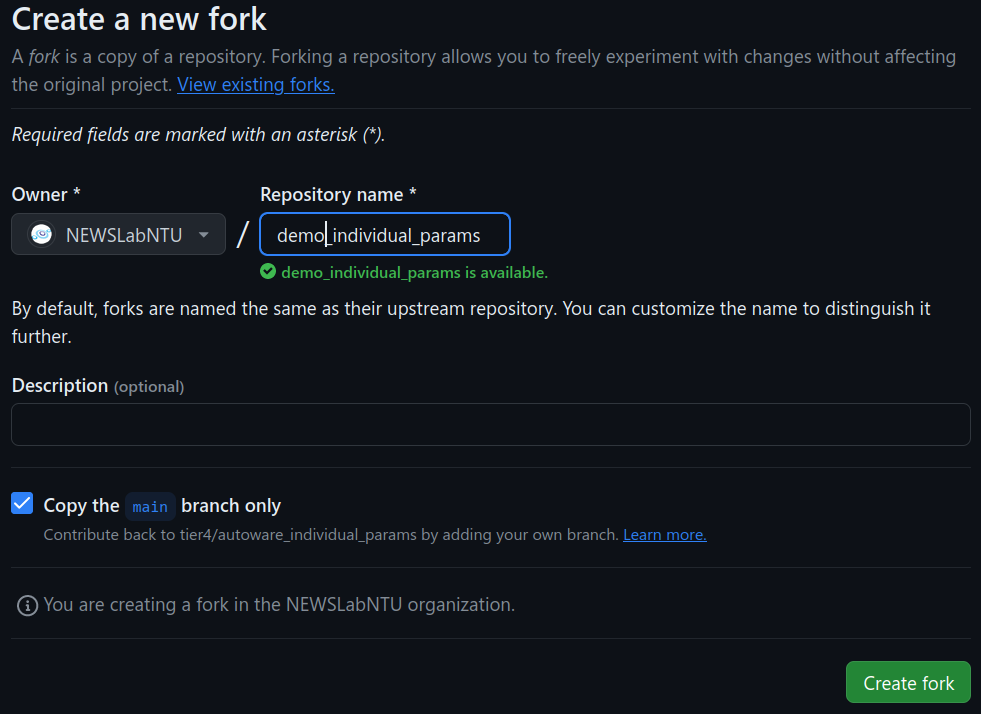 Create a new fork
A fork is a copy of a repository. Forking a repository allows you to freely experiment with changes without affecting
the original project. View existing forks.
Required fields are marked with an asterisk (*).
Owner *
Repository name *
NEWSLabNTU
/
demo_individual_params
demo_individual_params is available.
By default, forks are named the same as their upstream repository. You can customize the name to distinguish it
further.
Description (optional)
Copy the main branch only
Contribute back to tier4/autoware_individual_params by adding your own branch. Learn more.
You are creating a fork in the NEWSLabNTU organization.
Create fork